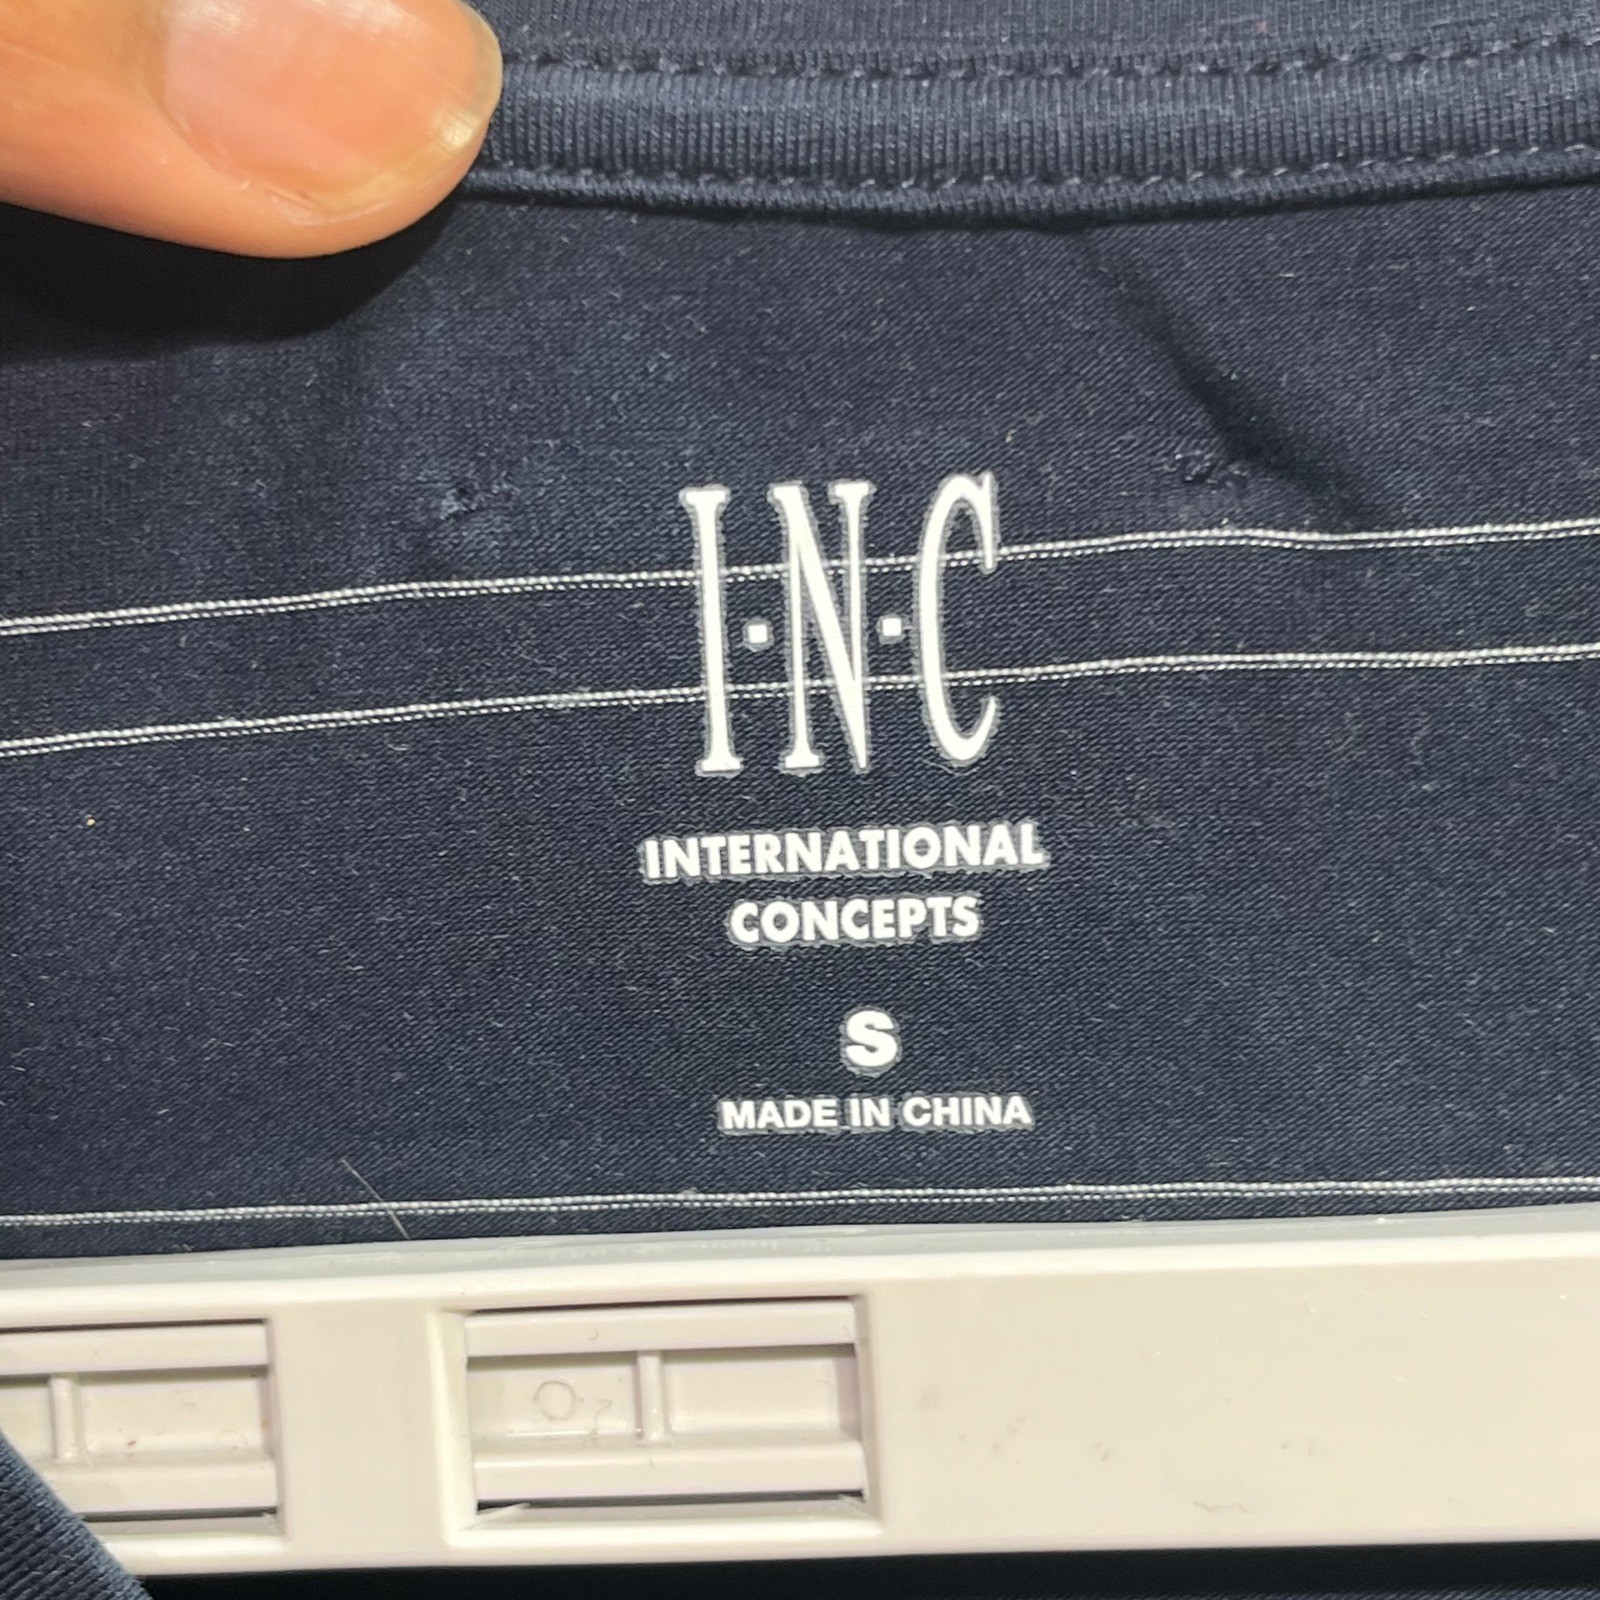 I·N·C
INTERNATIONAL
CONCEPTS
S
MADE IN CHINA